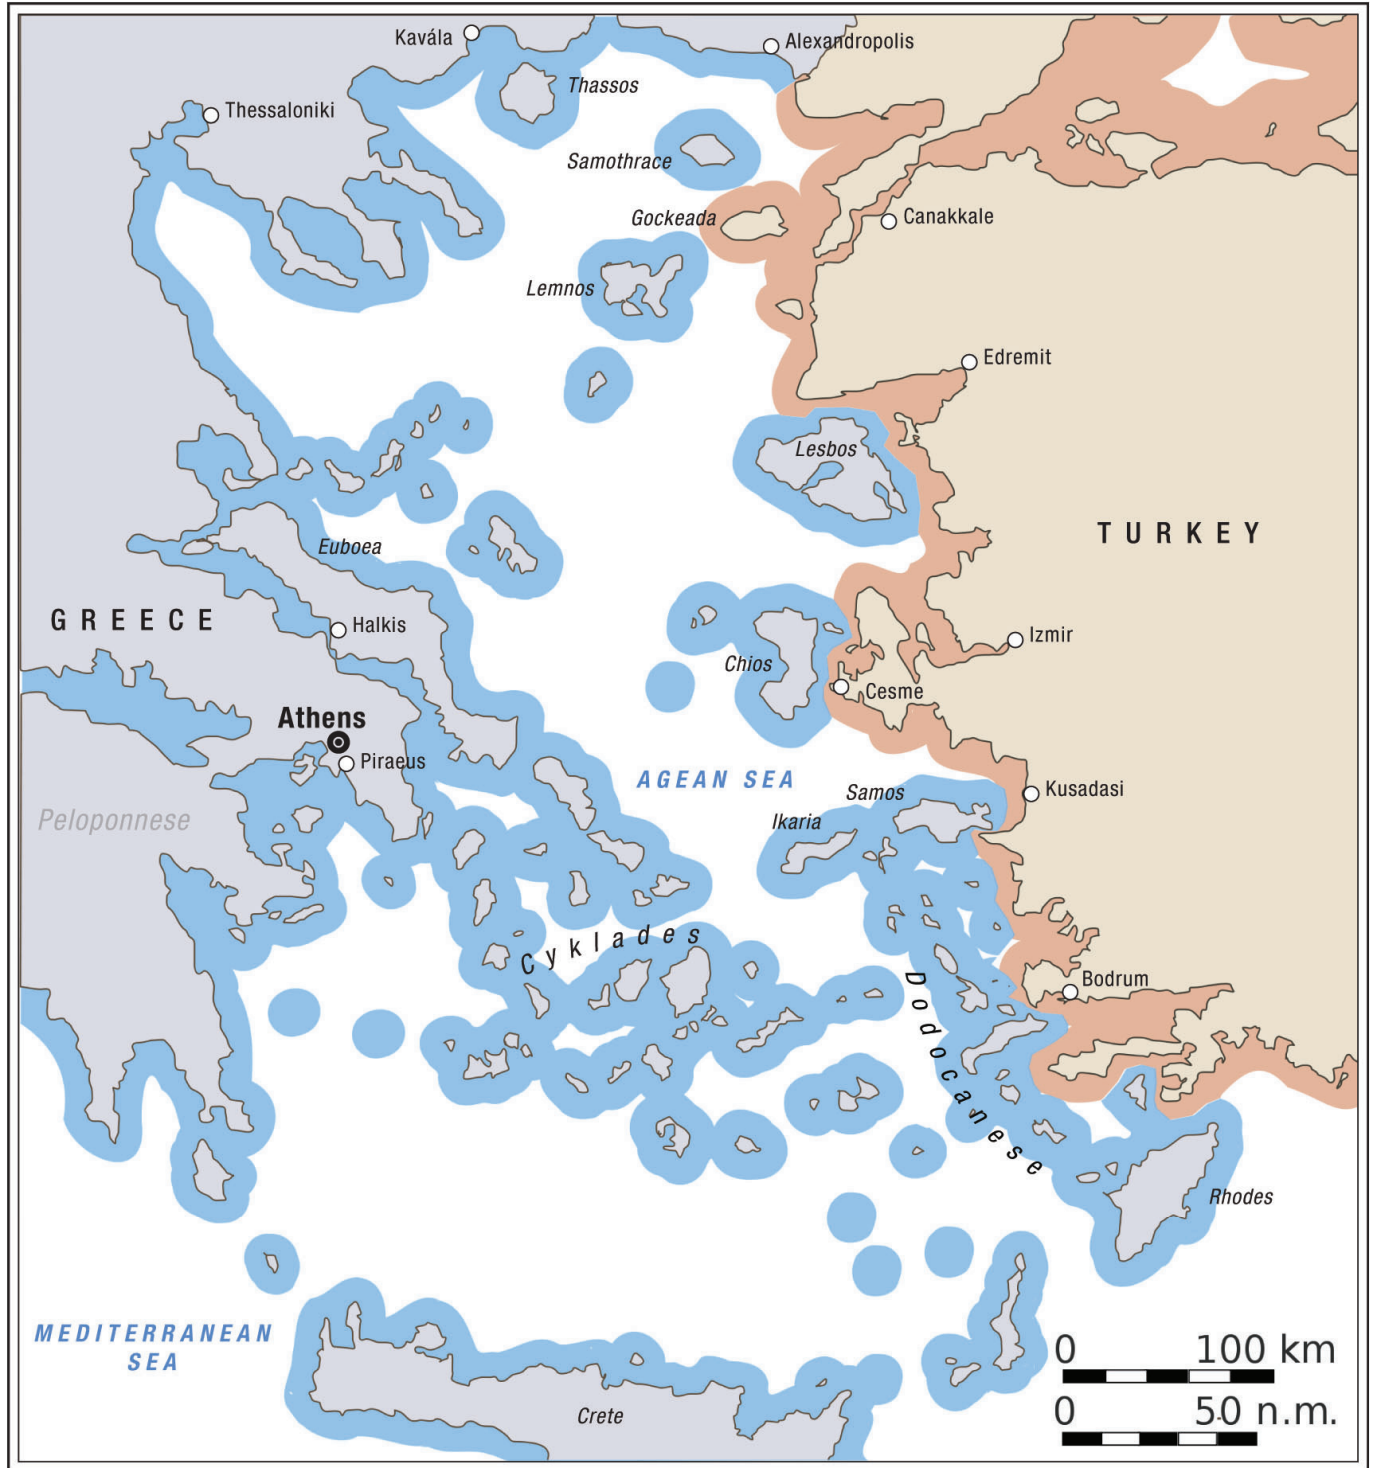 Kavála
Alexandropolis
Thassos
Thessaloniki
Samothrace
Gockeada
Canakkale
Lemnos
Edremit
Lesbos
TURKEY
Euboea
GREECE
Halkis
Izmir
Chios
Cesme
Athens
Piraeus
AGEAN SEA
Samos
Kusadasi
Ikaria
Peloponnese
Cyklades
Bodrum
Dodocanese
Rhodes
MEDITERRANEAN
SEA
0 100 km
0 50 n.m.
Crete